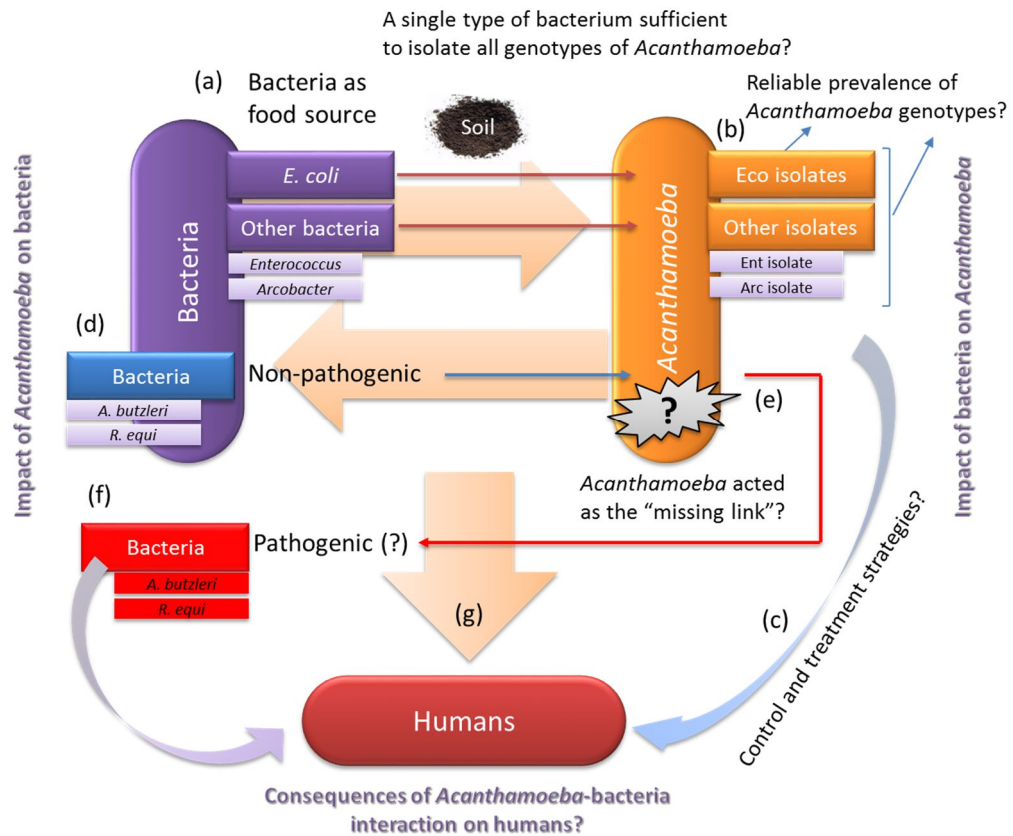 A single type of bacterium sufficient
to isolate all genotypes of Acanthamoeba?
(a)
Bacteria as
food source
Soil
Reliable prevalence of
Acanthamoeba genotypes?
(b)
Impact of Acanthamoeba on bacteria
Bacteria
E. coli
Other bacteria
Enterococcus
Arcobacter
Acanthamoeba
Eco isolates
Other isolates
Ent isolate
Arc isolate
Impact of bacteria on Acanthamoeba
(d)
Bacteria
A. butzleri
R. equi
Non-pathogenic
?
(e)
Acanthamoeba acted
as the “missing link”?
(f)
Bacteria
A. butzleri
R. equi
Pathogenic (?)
(g)
(c)
Control and treatment strategies?
Humans
Consequences of Acanthamoeba-bacteria
interaction on humans?